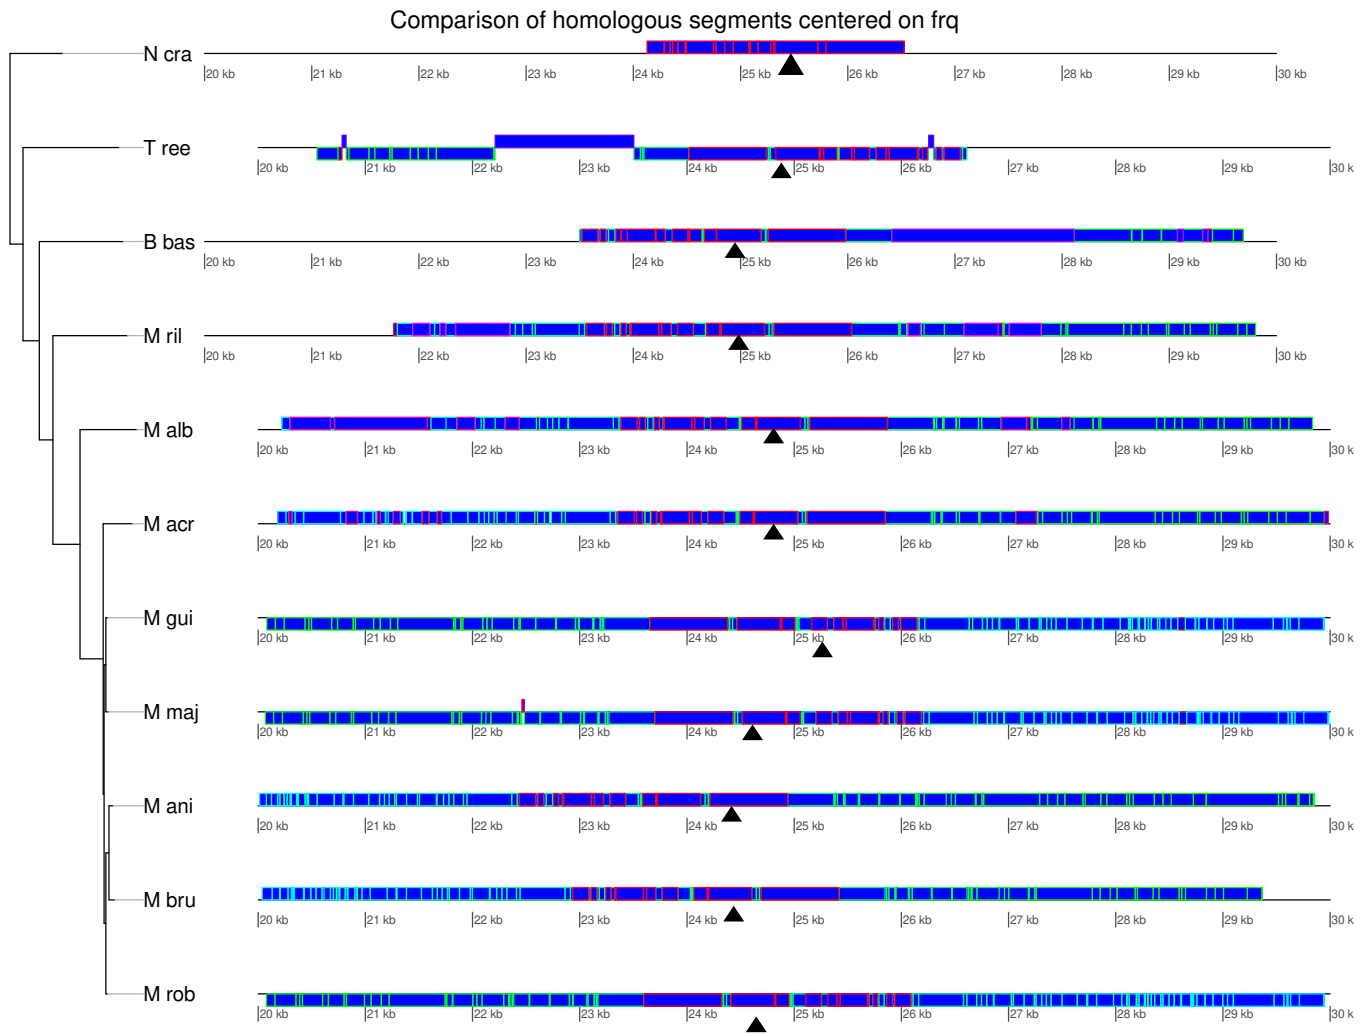 Comparison of homologous segments centered on frq
N cra
20 kb 21 kb 22 kb 23 kb 24 kb 25 kb 26 kb 27 kb 28 kb 29 kb 30 kb
T ree
20 kb 21 kb 22 kb 23 kb 24 kb 25 kb 26 kb 27 kb 28 kb 29 kb 30 k
B bas
20 kb 21 kb 22 kb 23 kb 24 kb 25 kb 26 kb 27 kb 28 kb 29 kb 30 kb
M ril
20 kb 21 kb 22 kb 23 kb 24 kb 25 kb 26 kb 27 kb 28 kb 29 kb 30 kb
M alb
20 kb 21 kb 22 kb 23 kb 24 kb 25 kb 26 kb 27 kb 28 kb 29 kb 30 k
M acr
20 kb 21 kb 22 kb 23 kb 24 kb 25 kb 26 kb 27 kb 28 kb 29 kb 30 k
M gui
20 kb 21 kb 22 kb 23 kb 24 kb 25 kb 26 kb 27 kb 28 kb 29 kb 30 k
M maj
20 kb 21 kb 22 kb 23 kb 24 kb 25 kb 26 kb 27 kb 28 kb 29 kb 30 k
M ani
20 kb 21 kb 22 kb 23 kb 24 kb 25 kb 26 kb 27 kb 28 kb 29 kb 30 k
M bru
20 kb 21 kb 22 kb 23 kb 24 kb 25 kb 26 kb 27 kb 28 kb 29 kb 30 k
M rob
20 kb 21 kb 22 kb 23 kb 24 kb 25 kb 26 kb 27 kb 28 kb 29 kb 30 k